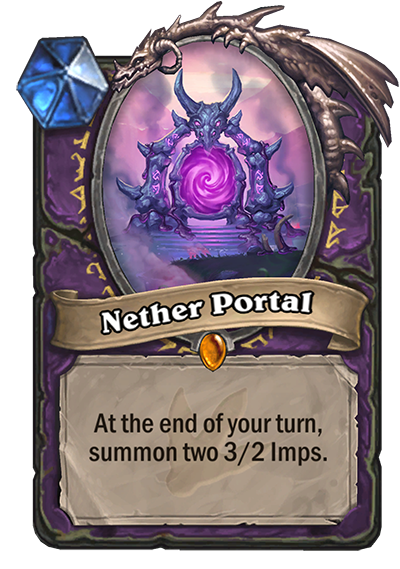 Nether Portal
At the end of your turn,
summon two 3/2 Imps.